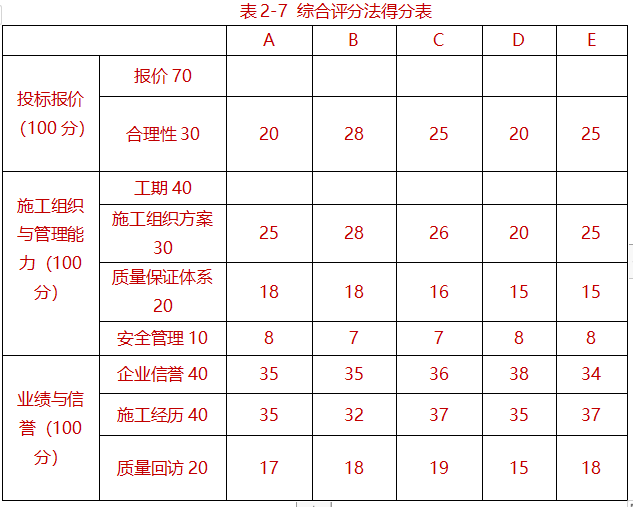 表 2-7 综合评分法得分表
A B C D E
投标报价
（100 分）
报价 70
合理性 30 20 28 25 20 25
施工组织
与管理能
力（100
分）
工期 40
施工组织方案
30
25 28 26 20 25
质量保证体系
20
18 18 16 15 15
安全管理 10 8 7 7 8 8
业绩与信
誉（100
分）
企业信誉 40 35 35 36 38 34
施工经历 40 35 32 37 35 37
质量回访 20 17 18 19 15 18